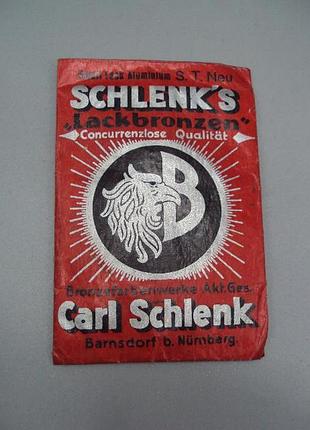 Aluminium S. T. Neu
SCHLENK'S
„Lackbronzen"
Concurrenzlose Qualität
B
Bronzefarbenwerke Akt.Ges.
Carl Schlenk
Barnsdorf b. Nürnberg.